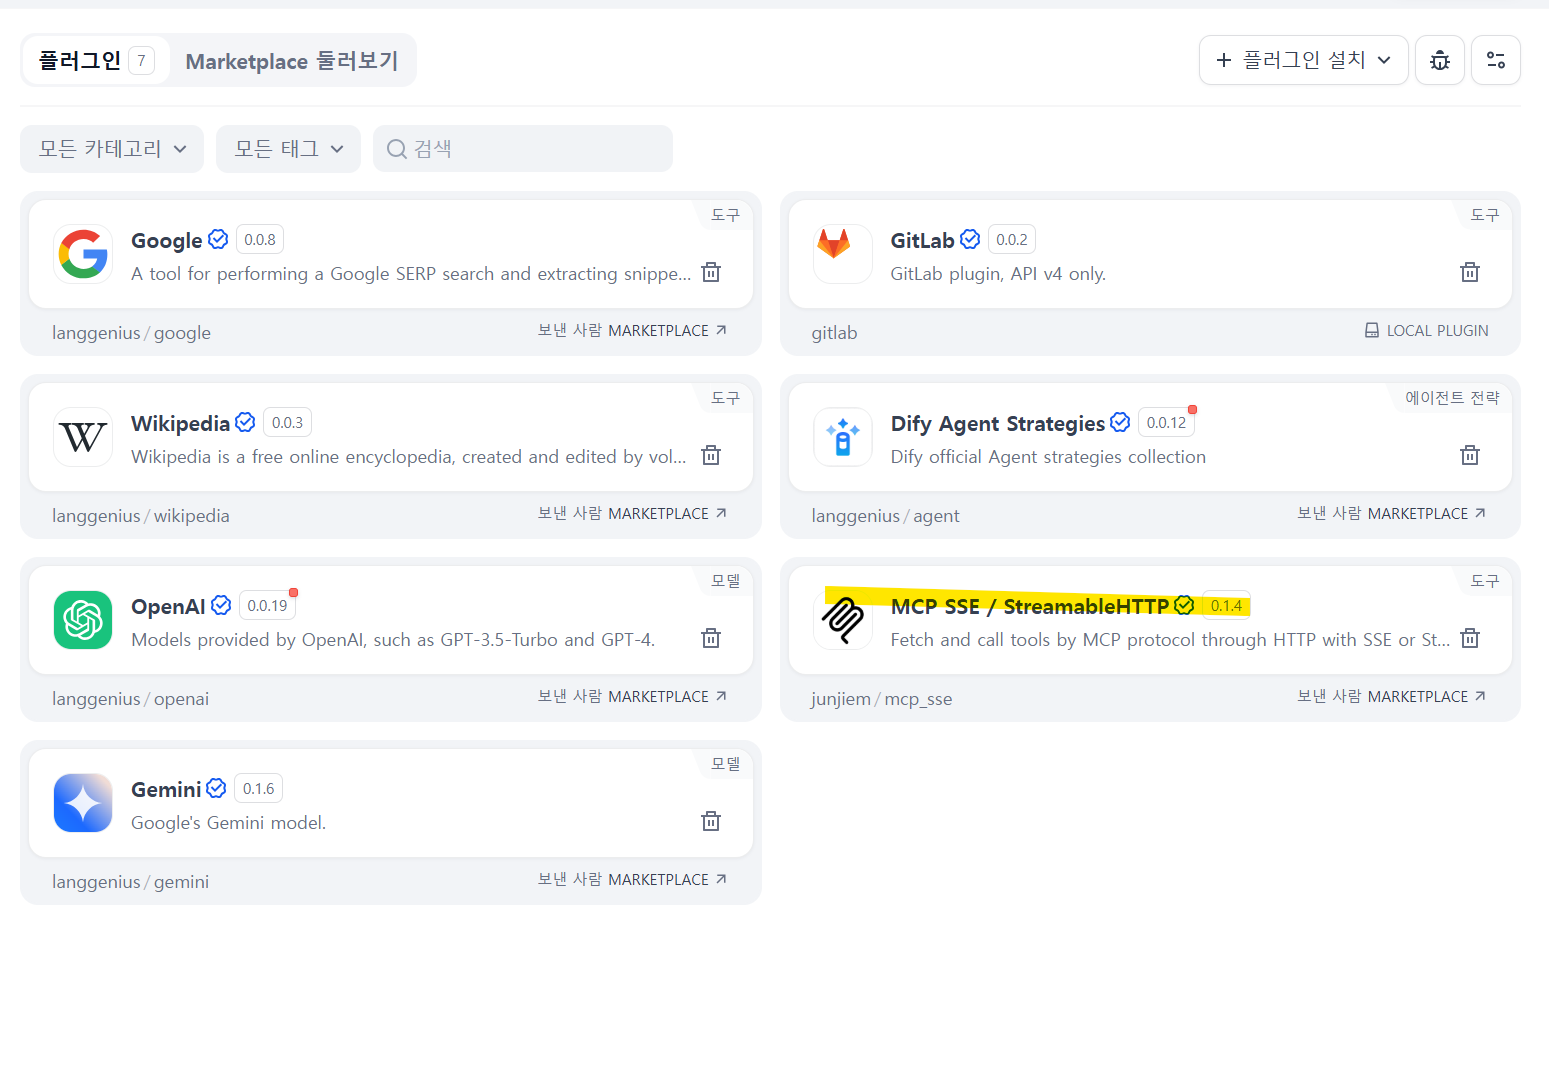 플러그인 7 Marketplace 둘러보기
플러그인 설치
모든 카테고리 모든 태그 검색
도구
Google 0.0.8
A tool for performing a Google SERP search and extracting snippe...
langgenius / google 보낸 사람 MARKETPLACE
도구
GitLab 0.0.2
GitLab plugin, API v4 only.
gitlab LOCAL PLUGIN
도구
Wikipedia 0.0.3
Wikipedia is a free online encyclopedia, created and edited by vol...
langgenius / wikipedia 보낸 사람 MARKETPLACE
에이전트 전략
Dify Agent Strategies 0.0.12
Dify official Agent strategies collection
langgenius / agent 보낸 사람 MARKETPLACE
모델
OpenAI 0.0.19
Models provided by OpenAI, such as GPT-3.5-Turbo and GPT-4.
langgenius / openai 보낸 사람 MARKETPLACE
도구
MCP SSE / StreamableHTTP 0.1.4
Fetch and call tools by MCP protocol through HTTP with SSE or St...
junjiem / mcp_sse 보낸 사람 MARKETPLACE
모델
Gemini 0.1.6
Google's Gemini model.
langgenius / gemini 보낸 사람 MARKETPLACE